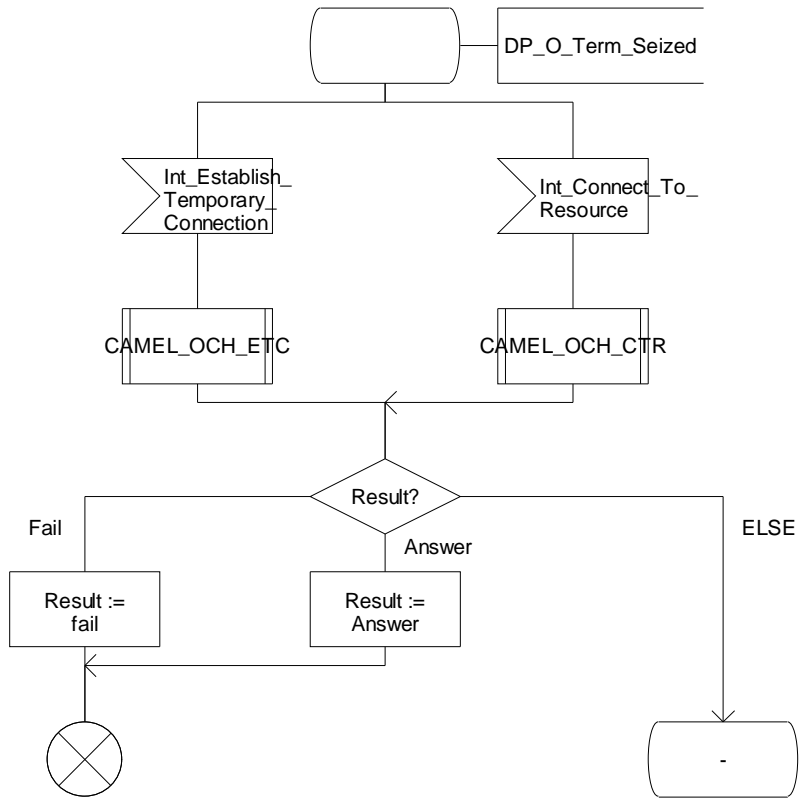 DP_O_Term_Seized
Int_Establish_
Temporary_
Connection
Int_Connect_To_
Resource
CAMEL_OCH_ETC
CAMEL_OCH_CTR
Result?
Fail
ELSE
Answer
Result :=
fail
Result :=
Answer
-